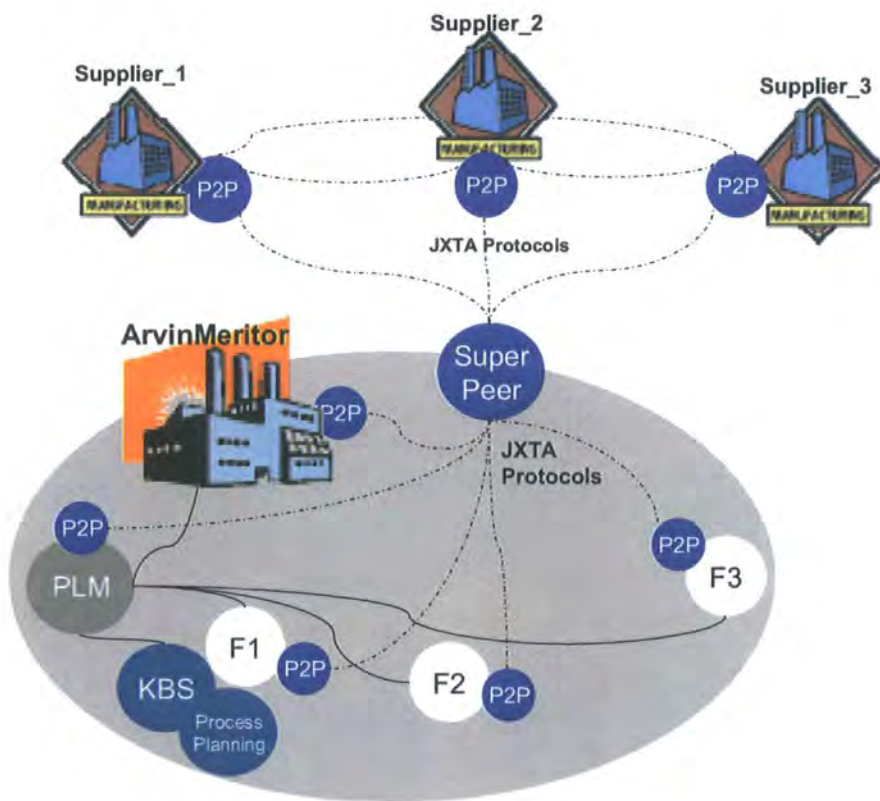 Supplier_2
Supplier_1
Supplier_3
MANUFACTURING
P2P
MANUFACTURING
P2P
MANUFACTURING
P2P
JXTA Protocols
ArvinMeritor
Super
Peer
P2P
JXTA
Protocols
P2P
PLM
P2P
F3
F1
P2P
F2
P2P
KBS
Process
Planning